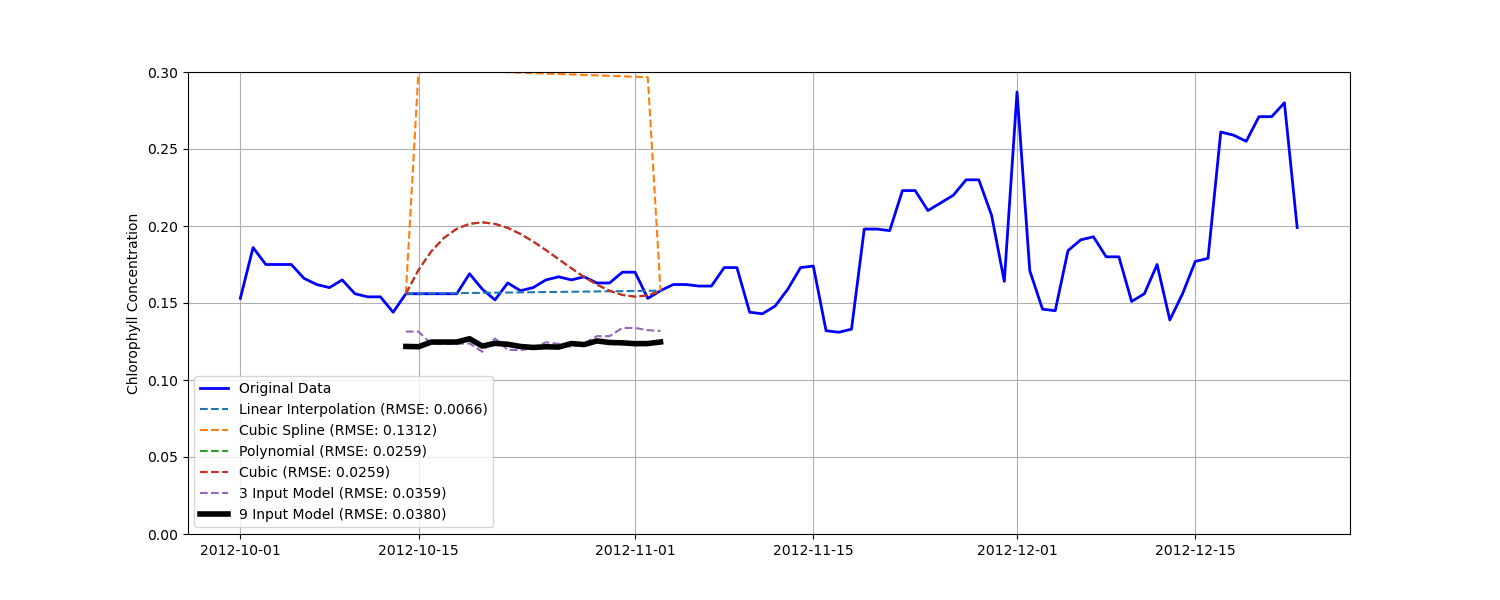 Chlorophyll Concentration
0.30
0.25
0.20
0.15
0.10
0.05
0.00
Original Data
Linear Interpolation (RMSE: 0.0066)
Cubic Spline (RMSE: 0.1312)
Polynomial (RMSE: 0.0259)
Cubic (RMSE: 0.0259)
3 Input Model (RMSE: 0.0359)
9 Input Model (RMSE: 0.0380)
2012-10-01 2012-10-15 2012-11-01 2012-11-15 2012-12-01 2012-12-15